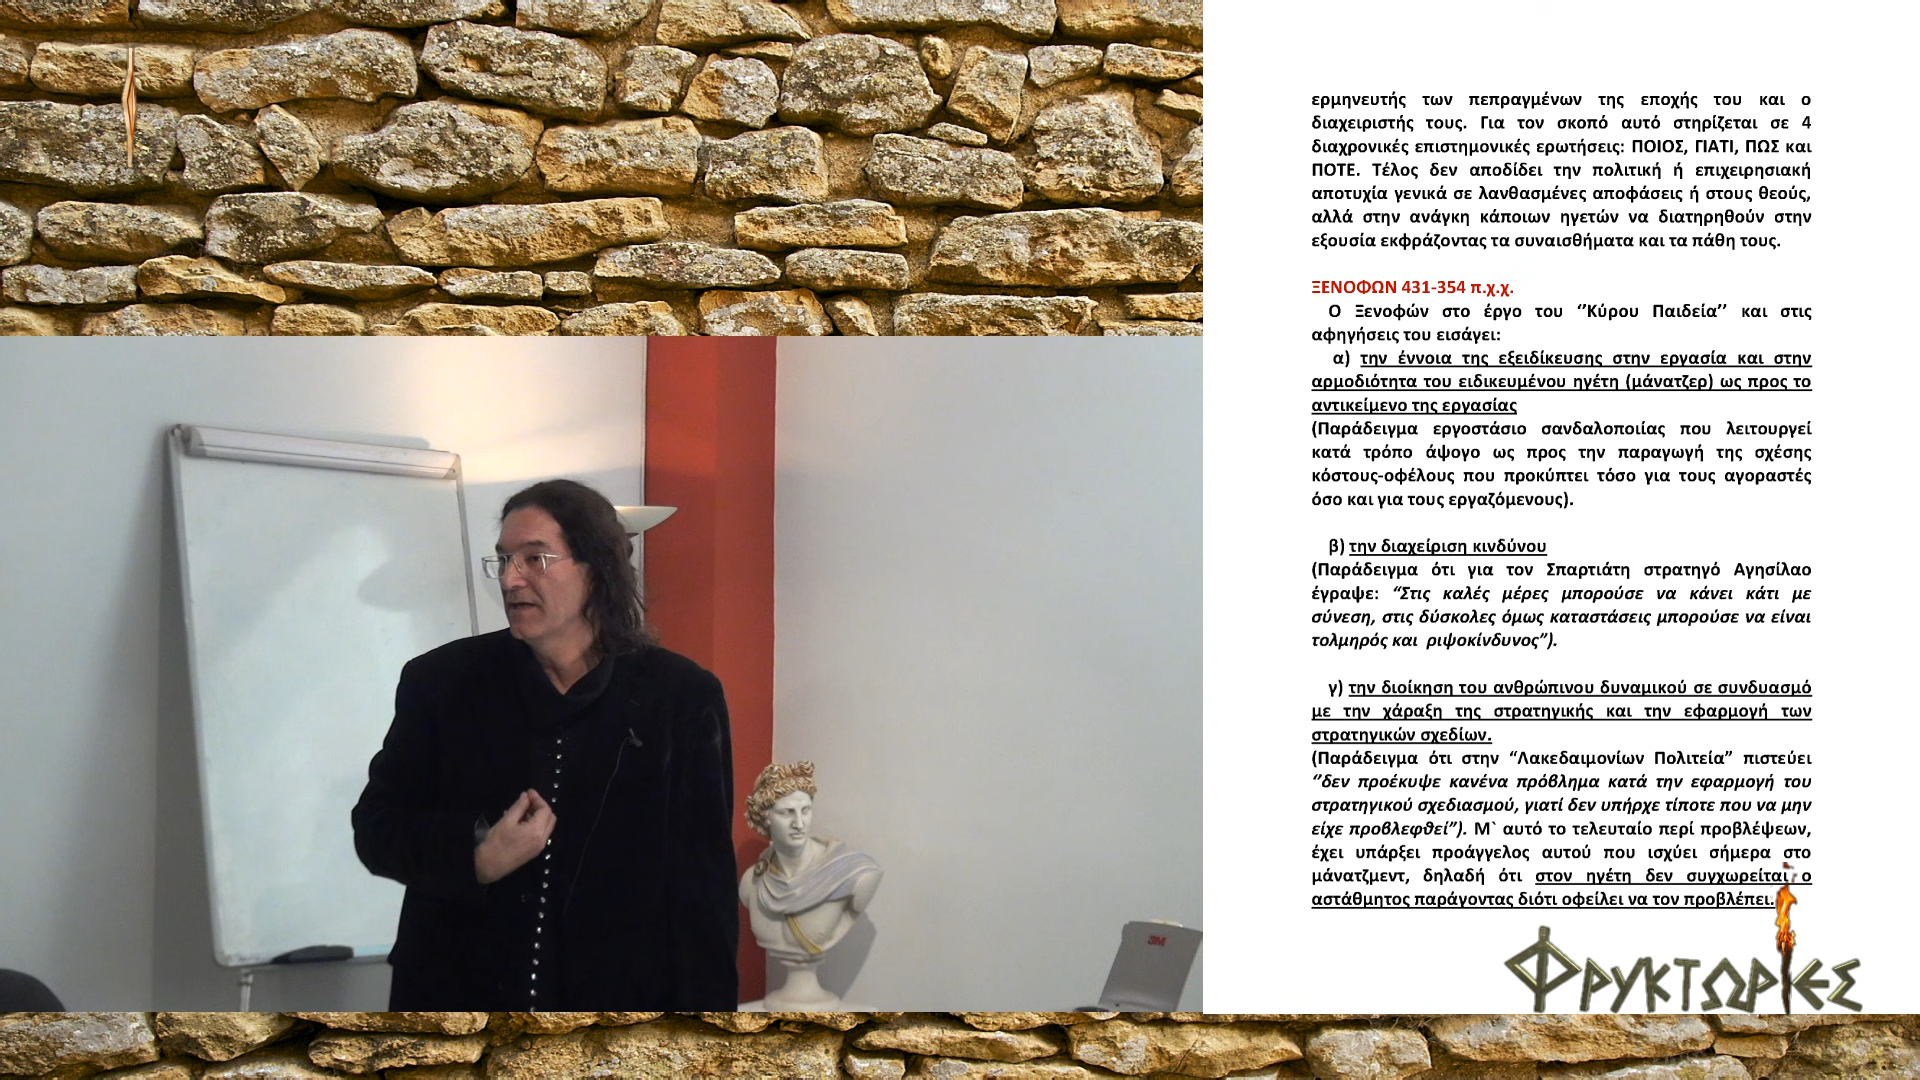 ερμηνευτής των πεπραγμένων της εποχής του και ο
διαχειριστής τους. Για τον σκοπό αυτό στηρίζεται σε 4
διαχρονικές επιστημονικές ερωτήσεις: ΠΟΙΟΣ, ΓΙΑΤΙ, ΠΩΣ και
ΠΟΤΕ. Τέλος δεν αποδίδει την πολιτική ή επιχειρησιακή
αποτυχία γενικά σε λανθασμένες αποφάσεις ή στους θεούς,
αλλά στην ανάγκη κάποιων ηγετών να διατηρηθούν στην
εξουσία εκφράζοντας τα συναισθήματα και τα πάθη τους.
ΞΕΝΟΦΩΝ 431-354 π.χ.χ.
Ο Ξενοφών στο έργο του ‘’Κύρου Παιδεία’’ και στις
αφηγήσεις του εισάγει:
α) την έννοια της εξειδίκευσης στην εργασία και στην
αρμοδιότητα του ειδικευμένου ηγέτη (μάνατζερ) ως προς το
αντικείμενο της εργασίας
(Παράδειγμα εργοστάσιο σανδαλοποιίας που λειτουργεί
κατά τρόπο άψογο ως προς την παραγωγή της σχέσης
κόστους-οφέλους που προκύπτει τόσο για τους αγοραστές
όσο και για τους εργαζόμενους).
β) την διαχείριση κινδύνου
(Παράδειγμα ότι για τον Σπαρτιάτη στρατηγό Αγησίλαο
έγραψε: “Στις καλές μέρες μπορούσε να κάνει κάτι με
σύνεση, στις δύσκολες όμως καταστάσεις μπορούσε να είναι
τολμηρός και ριψοκίνδυνος”).
γ) την διοίκηση του ανθρώπινου δυναμικού σε συνδυασμό
με την χάραξη της στρατηγικής και την εφαρμογή των
στρατηγικών σχεδίων.
(Παράδειγμα ότι στην “Λακεδαιμονίων Πολιτεία” πιστεύει
‘’δεν προέκυψε κανένα πρόβλημα κατά την εφαρμογή του
στρατηγικού σχεδιασμού, γιατί δεν υπήρχε τίποτε που να μην
είχε προβλεφθεί”). Μ` αυτό το τελευταίο περί προβλέψεων,
έχει υπάρξει προάγγελος αυτού που ισχύει σήμερα στο
μάνατζμεντ, δηλαδή ότι στον ηγέτη δεν συγχωρείται ο
αστάθμητος παράγοντας διότι οφείλει να τον προβλέπει.
ΦΡΥΚΤΩΡΙΕΣ
3M